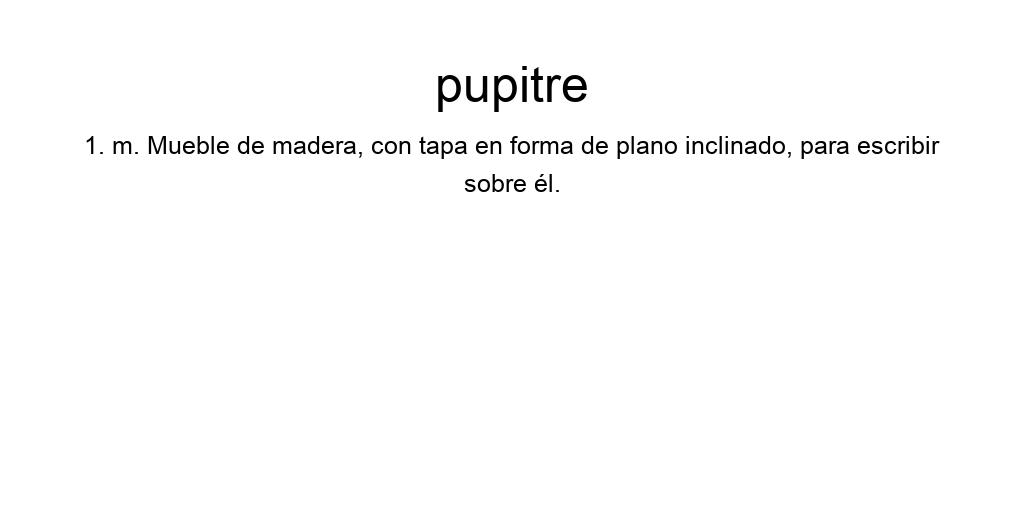 pupitre
1. m. Mueble de madera, con tapa en forma de plano inclinado, para escribir
sobre él.